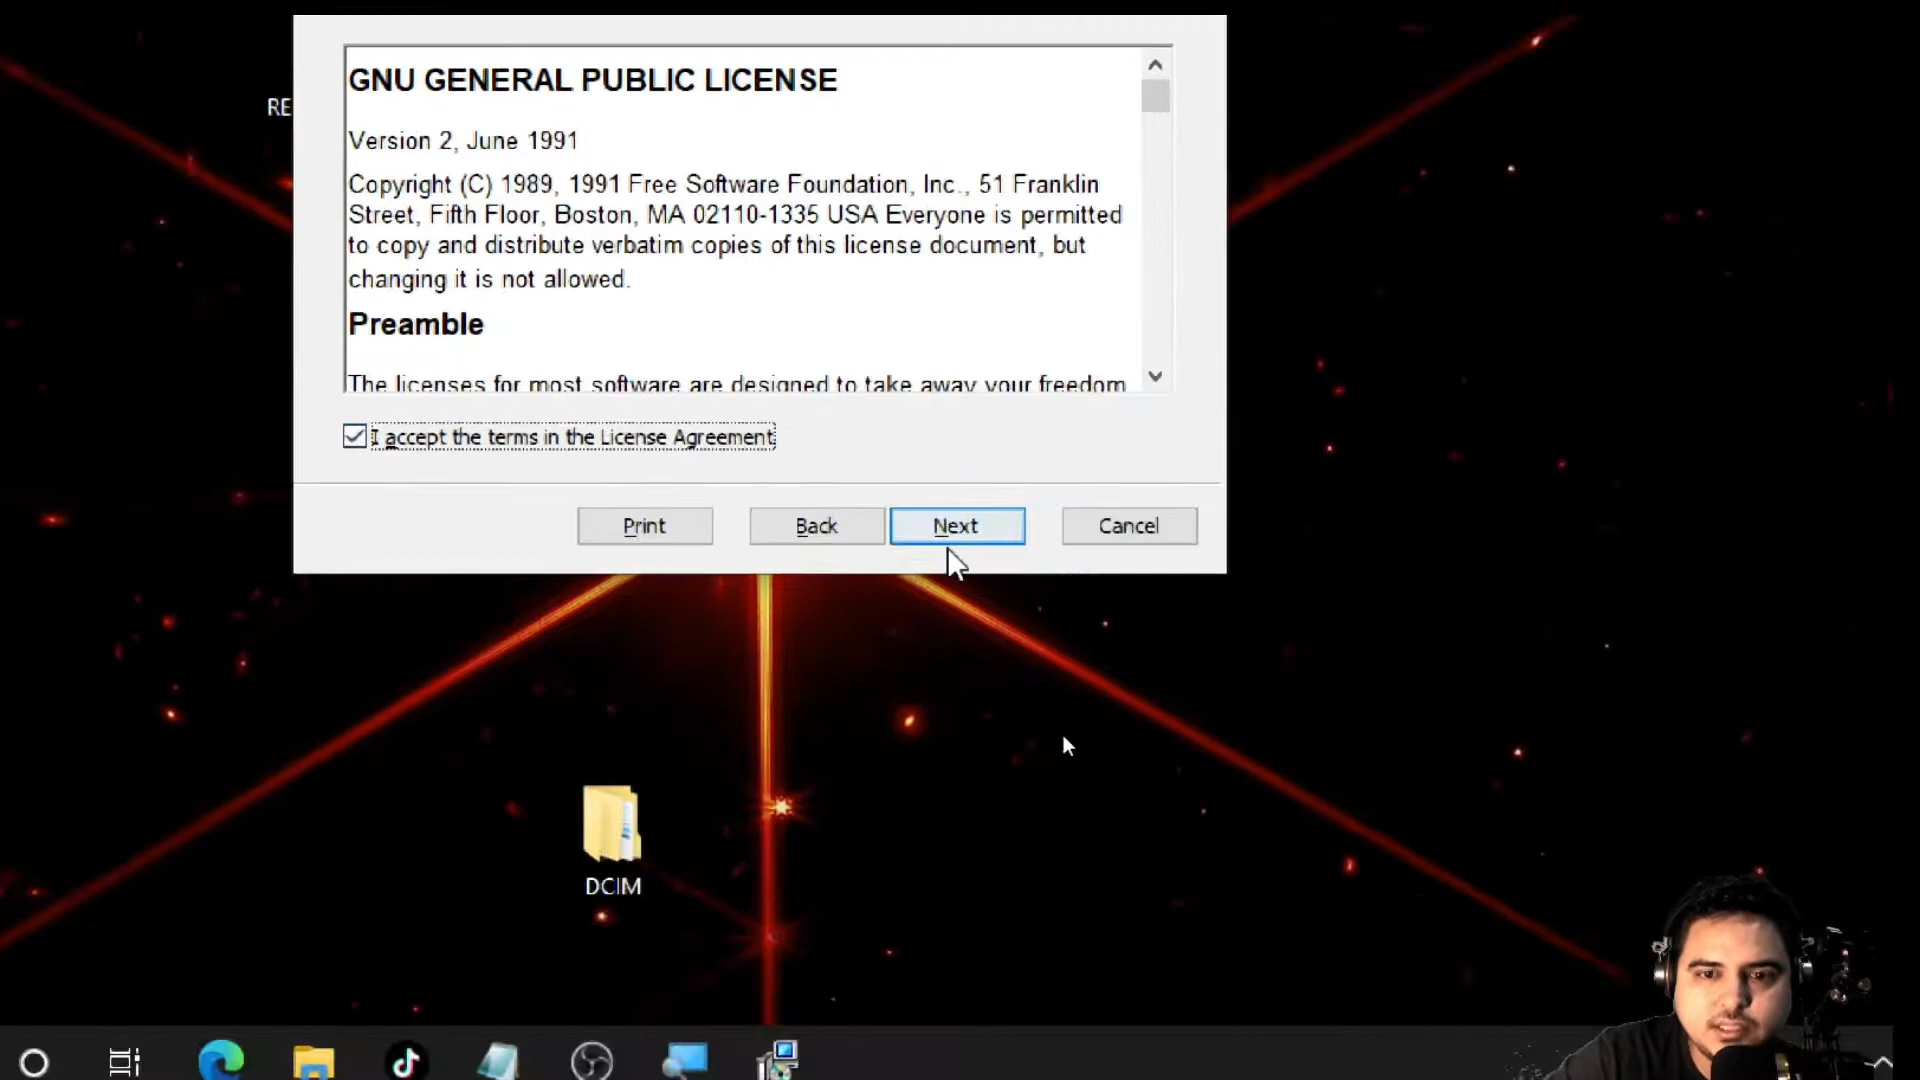 RE
GNU GENERAL PUBLIC LICENSE
Version 2, June 1991
Copyright (C) 1989, 1991 Free Software Foundation, Inc., 51 Franklin
Street, Fifth Floor, Boston, MA 02110-1335 USA Everyone is permitted
to copy and distribute verbatim copies of this license document, but
changing it is not allowed.
Preamble
The licenses for most software are designed to take away your freedom
I accept the terms in the License Agreement
Print
Back
Next
Cancel
DCIM